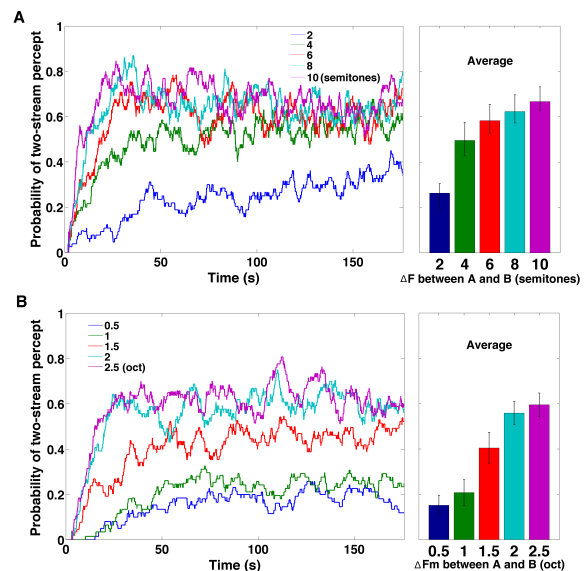 A
Probability of two-stream percept
1
0.8
0.6
0.4
0.2
0
0 50 100 150
Time (s)
2
4
6
8
10 (semitones)
Average
2 4 6 8 10
ΔF between A and B (semitones)
B
Probability of two-stream percept
1
0.8
0.6
0.4
0.2
0
0 50 100 150
Time (s)
0.5
1
1.5
2
2.5 (oct)
Average
0.5 1 1.5 2 2.5
ΔFm between A and B (oct)